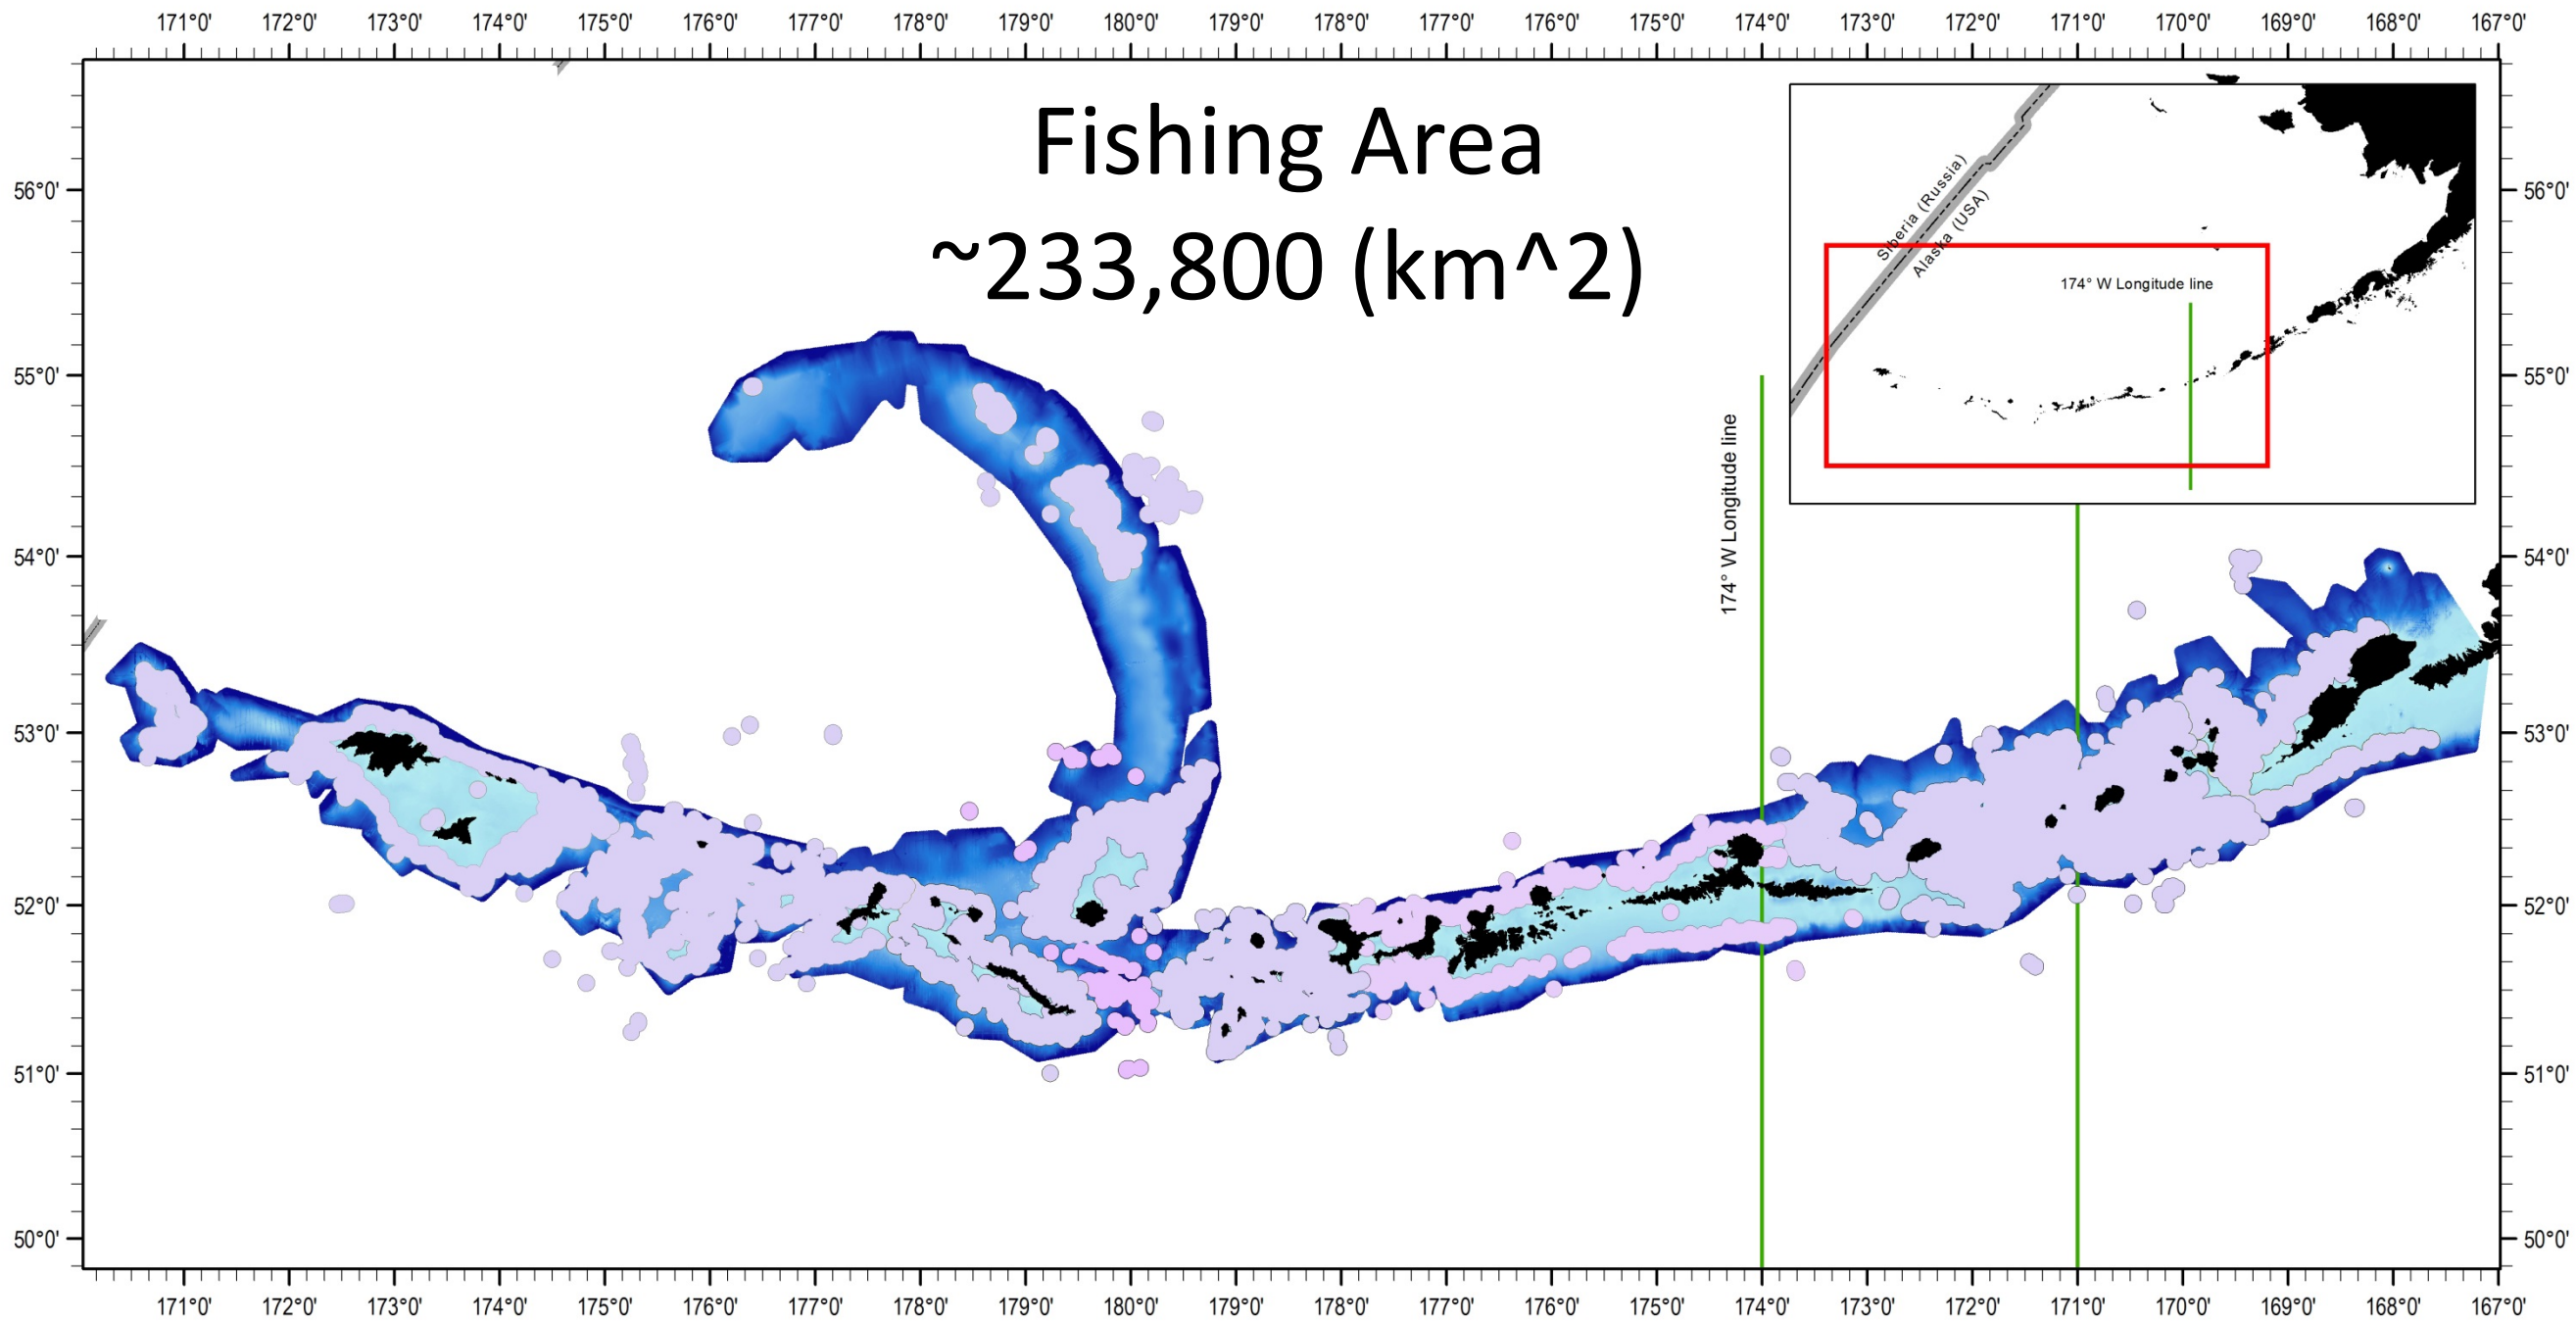 171°0' 172°0' 173°0' 174°0' 175°0' 176°0' 177°0' 178°0' 179°0' 180°0' 179°0' 178°0' 177°0' 176°0' 175°0' 174°0' 173°0' 172°0' 171°0' 170°0' 169°0' 168°0' 167°0'
Fishing Area
~233,800 (km^2)
Siberia (Russia)
Alaska (USA)
174° W Longitude line
174° W Longitude line
56°0' 56°0'
55°0' 55°0'
54°0' 54°0'
53°0' 53°0'
52°0' 52°0'
51°0' 51°0'
50°0' 50°0'
171°0' 172°0' 173°0' 174°0' 175°0' 176°0' 177°0' 178°0' 179°0' 180°0' 179°0' 178°0' 177°0' 176°0' 175°0' 174°0' 173°0' 172°0' 171°0' 170°0' 169°0' 168°0' 167°0'